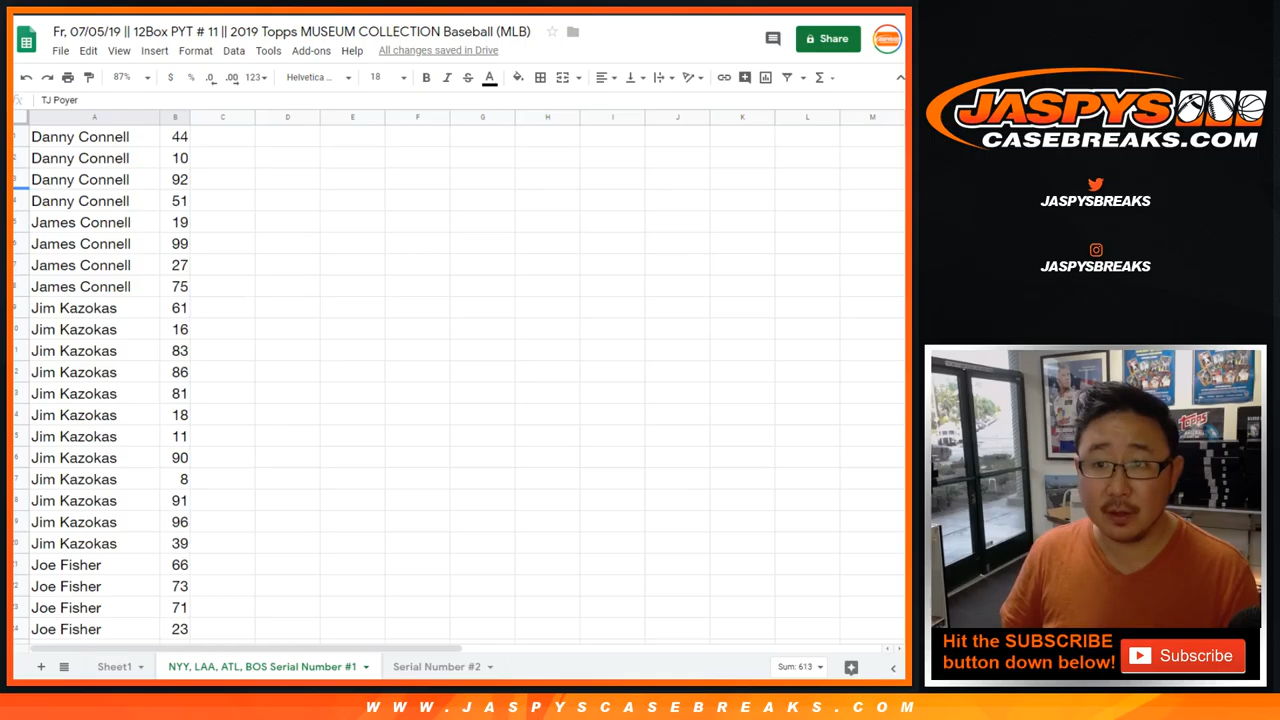 Fr, 07/05/19 || 12Box PYT # 11 || 2019 Topps MUSEUM COLLECTION Baseball (MLB)
File Edit View Insert Format Data Tools Add-ons Help All changes saved in Drive
Share
87% $ % .0 .00 123 Helvetica ... 18 B I S A
fx TJ Poyer
A B C D E F G H I J K L M
Danny Connell 44
Danny Connell 10
Danny Connell 92
Danny Connell 51
James Connell 19
James Connell 99
James Connell 27
James Connell 75
Jim Kazokas 61
Jim Kazokas 16
Jim Kazokas 83
Jim Kazokas 86
Jim Kazokas 81
Jim Kazokas 18
Jim Kazokas 11
Jim Kazokas 90
Jim Kazokas 8
Jim Kazokas 91
Jim Kazokas 96
Jim Kazokas 39
Joe Fisher 66
Joe Fisher 73
Joe Fisher 71
Joe Fisher 23
Sheet1 NYY, LAA, ATL, BOS Serial Number #1 Serial Number #2 Sum: 613
JASPYS
CASEBREAKS.COM
JASPYSBREAKS
JASPYSBREAKS
TOPPS
Hit the SUBSCRIBE
button down below!
Subscribe
WWW.JASPYSCASEBREAKS.COM